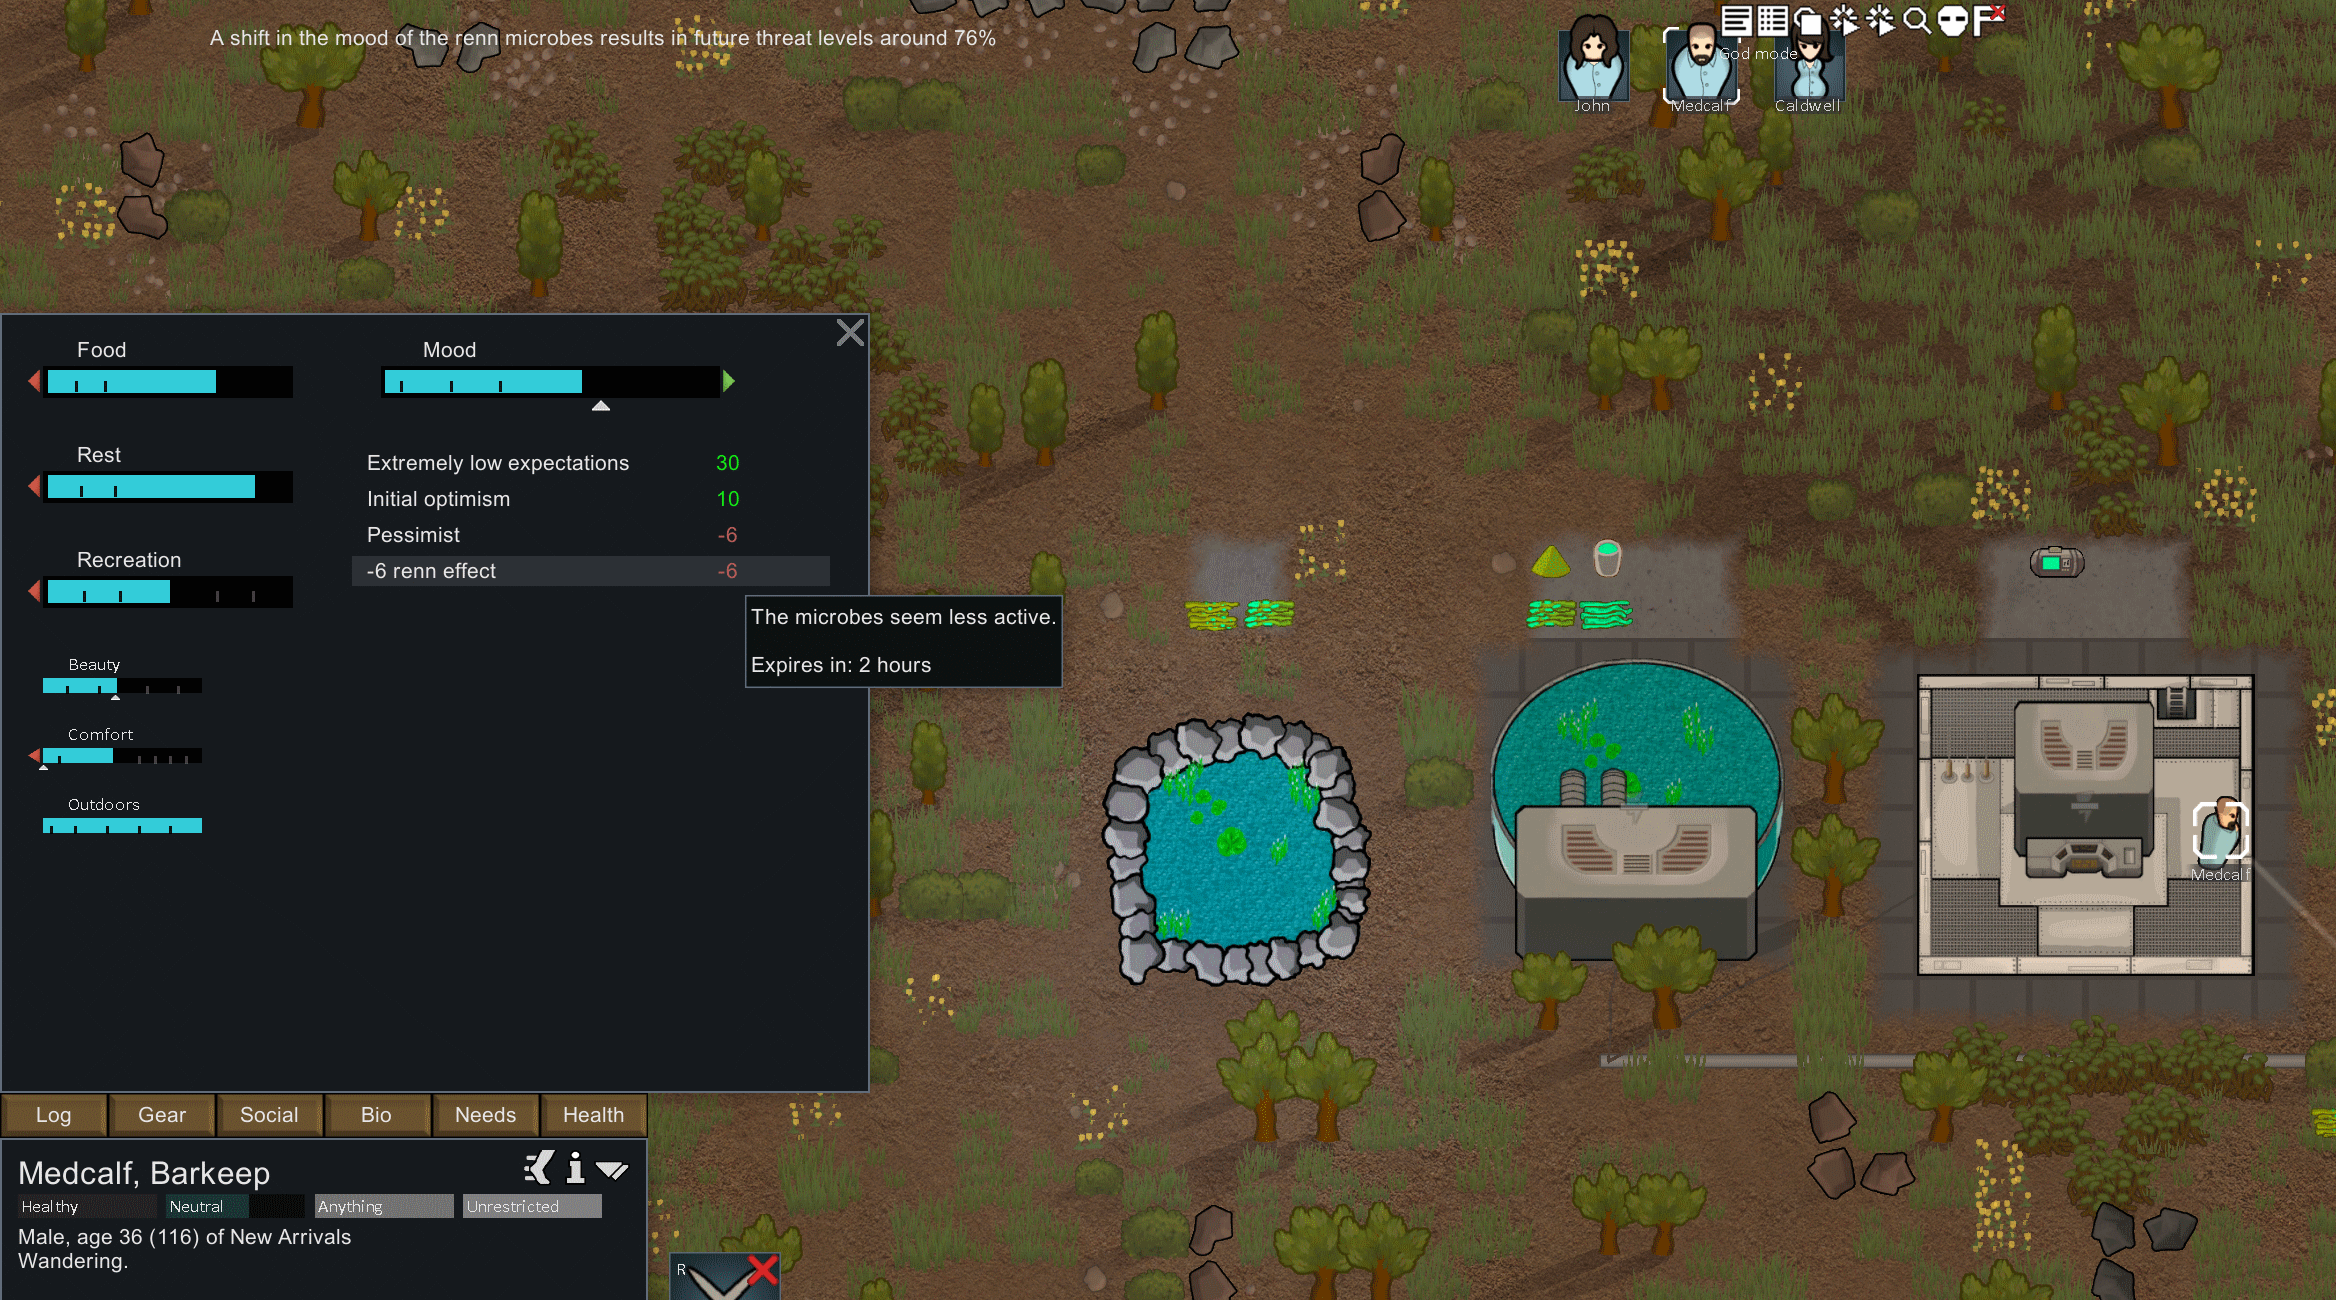 A shift in the mood of the renn microbes results in future threat levels around 76%
God mode
John
Medcalf
Caldwell
Food
Mood
Rest
Extremely low expectations 30
Initial optimism 10
Pessimist -6
-6 renn effect -6
Recreation
The microbes seem less active.
Expires in: 2 hours
Beauty
Comfort
Outdoors
Medcalf
Log
Gear
Social
Bio
Needs
Health
Medcalf, Barkeep
Healthy
Neutral
Anything
Unrestricted
Male, age 36 (116) of New Arrivals
Wandering.
R